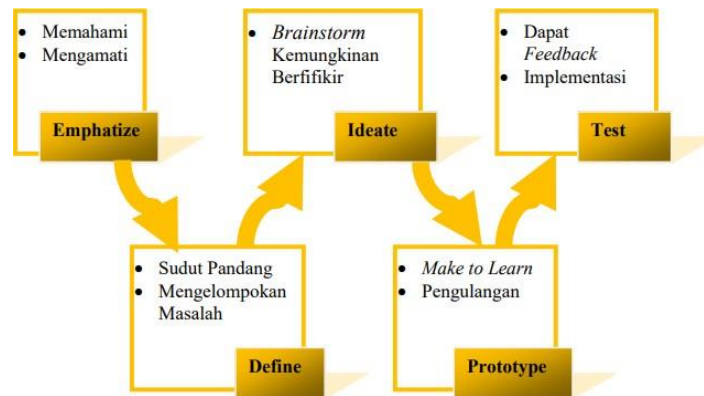 • Memahami
• Mengamati
Emphatize
• Sudut Pandang
• Mengelompokan
Masalah
Define
• Brainstorm
Kemungkinan
Berfifikir
Ideate
• Make to Learn
• Pengulangan
Prototype
• Dapat
Feedback
• Implementasi
Test